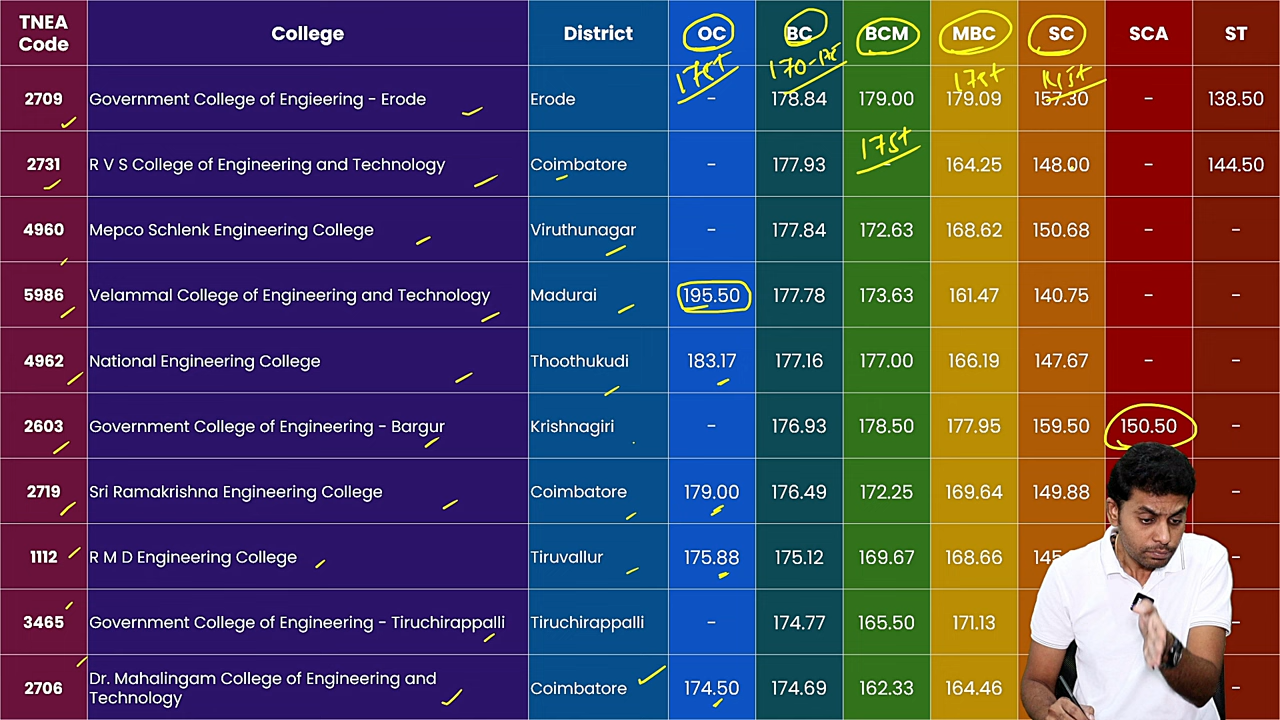 TNEA Code College District OC BC BCM MBC SC SCA ST
175+ 170-175 175+
2709 Government College of Engieering - Erode Erode - 178.84 179.00 179.09 157.30 - 138.50
175+
2731 R V S College of Engineering and Technology Coimbatore - 177.93 - 164.25 148.00 - 144.50
4960 Mepco Schlenk Engineering College Viruthunagar - 177.84 172.63 168.62 150.68 - -
5986 Velammal College of Engineering and Technology Madurai 195.50 177.78 173.63 161.47 140.75 - -
4962 National Engineering College Thoothukudi 183.17 177.16 177.00 166.19 147.67 - -
2603 Government College of Engineering - Bargur Krishnagiri - 176.93 178.50 177.95 159.50 150.50 -
2719 Sri Ramakrishna Engineering College Coimbatore 179.00 176.49 172.25 169.64 149.88 -
1112 R M D Engineering College Tiruvallur 175.88 175.12 169.67 168.66 -
3465 Government College of Engineering - Tiruchirappalli Tiruchirappalli - 174.77 165.50 171.13 -
2706 Dr. Mahalingam College of Engineering and Technology Coimbatore 174.50 174.69 162.33 164.46 -